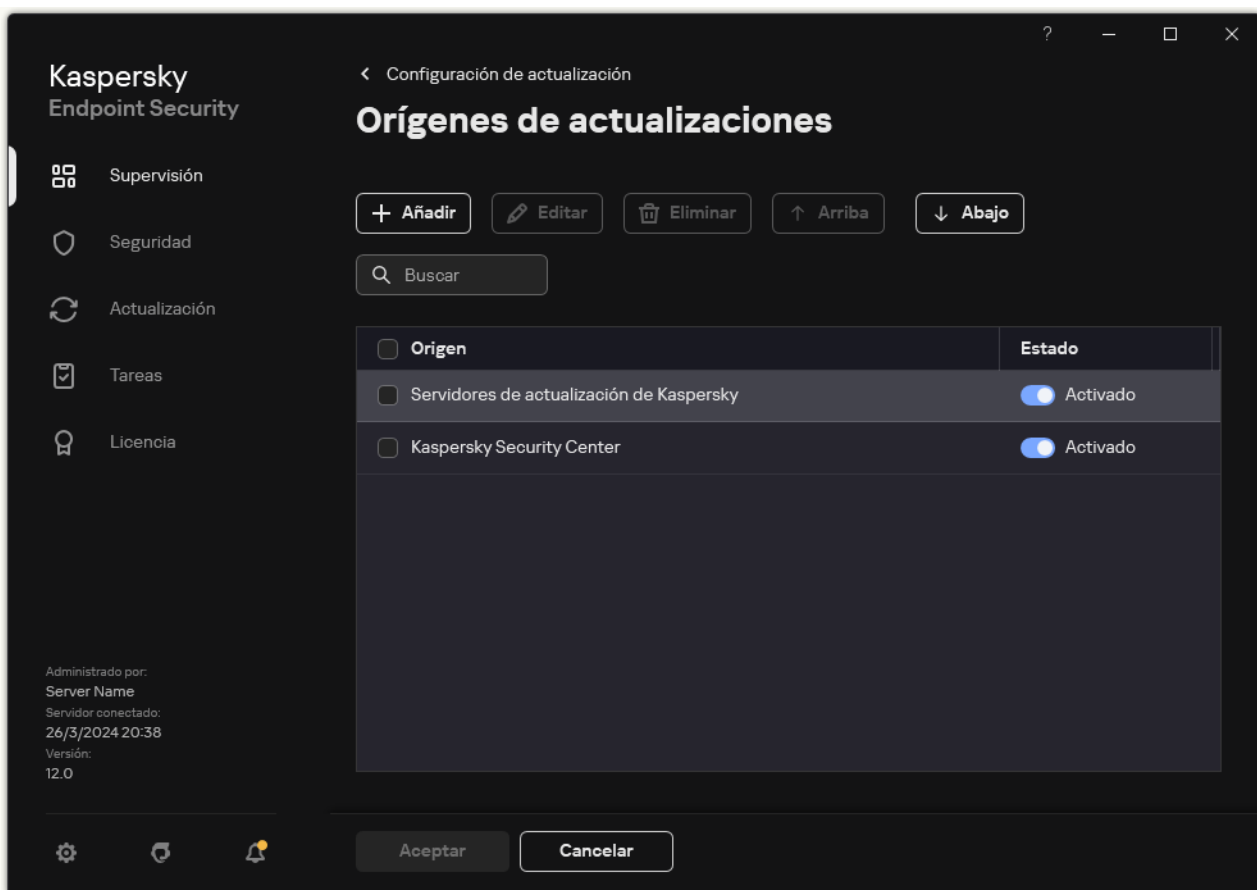 ?
Kaspersky
Endpoint Security
Configuración de actualización
Orígenes de actualizaciones
Supervisión
Seguridad
Actualización
Tareas
Licencia
Añadir Editar Eliminar Arriba Abajo
Buscar
Origen Estado
Servidores de actualización de Kaspersky Activado
Kaspersky Security Center Activado
Administrado por:
Server Name
Servidor conectado:
26/3/2024 20:38
Versión:
12.0
Aceptar Cancelar